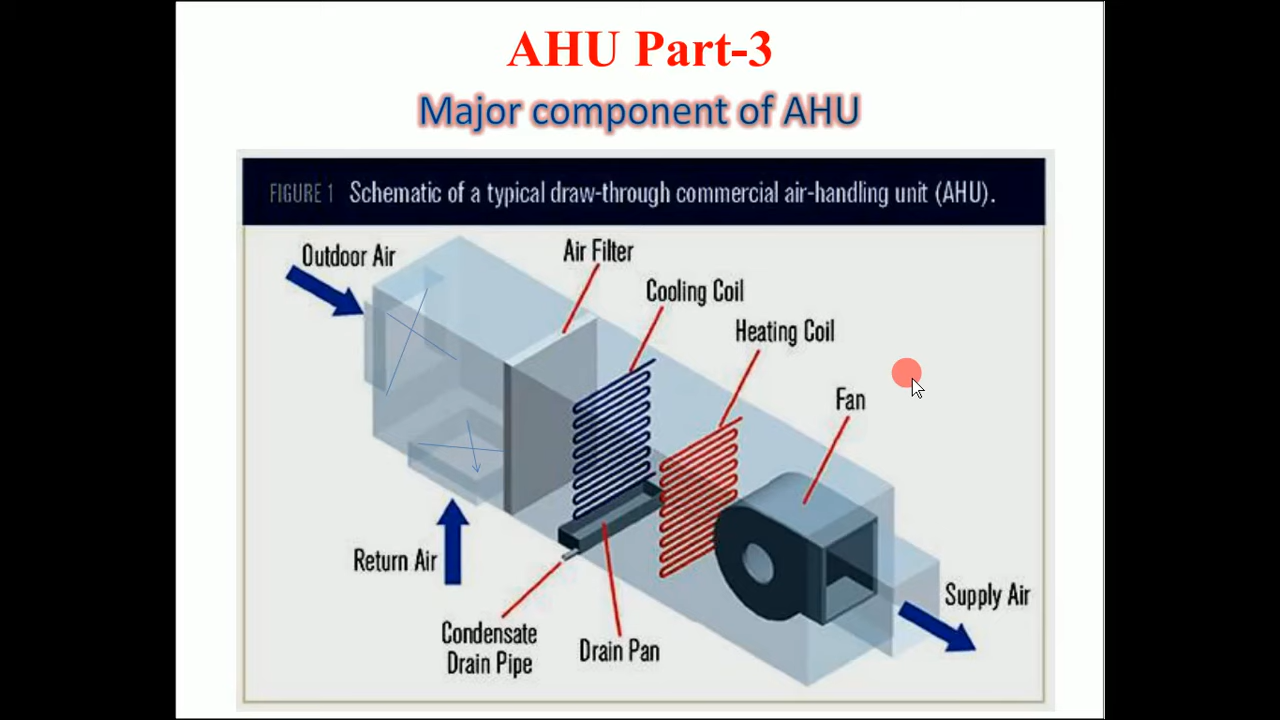 AHU Part-3
Major component of AHU
FIGURE 1 Schematic of a typical draw-through commercial air-handling unit (AHU).
Outdoor Air
Air Filter
Cooling Coil
Heating Coil
Fan
Return Air
Supply Air
Condensate
Drain Pipe
Drain Pan